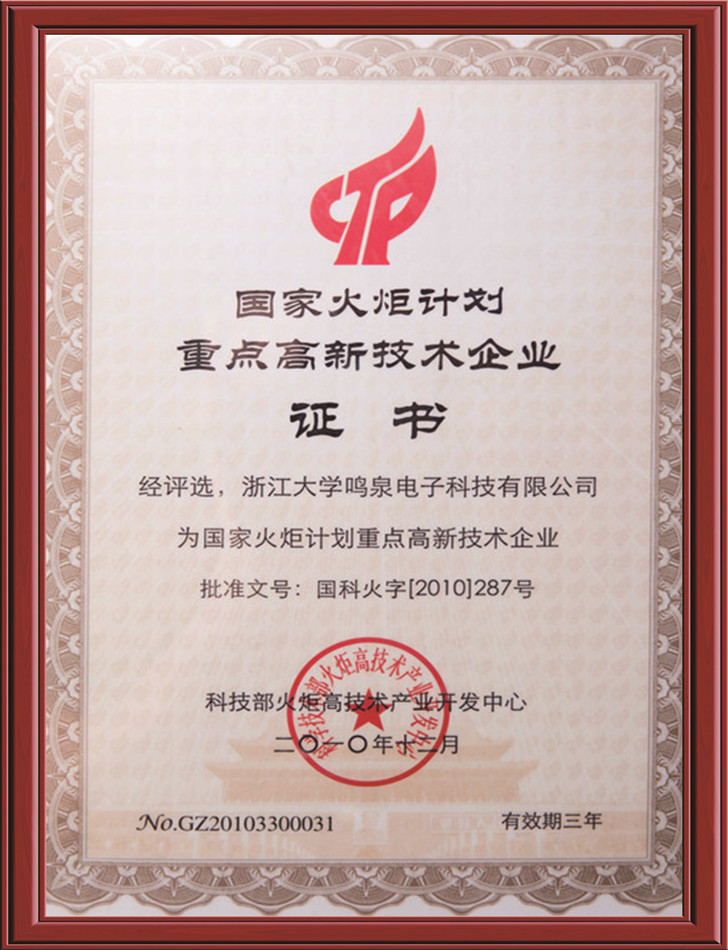 CTP
国家火炬计划
重点高新技术企业
证 书
经评选，浙江大学鸣泉电子科技有限公司
为国家火炬计划重点高新技术企业
批准文号：国科火字[2010]287号
科学技术部火炬高技术产业开发中心
科技部火炬高技术产业开发中心
二〇一〇年十二月
No.GZ20103300031
有效期三年